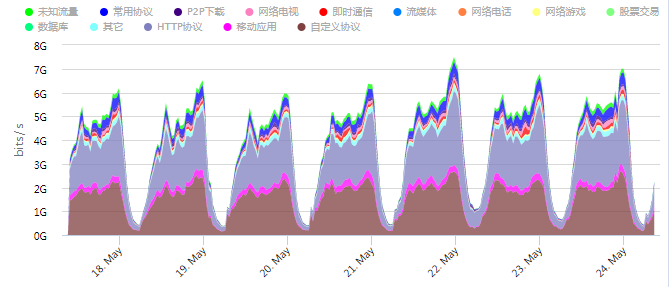 未知流量 常用协议 P2P下载 网络电视 即时通信 流媒体 网络电话 网络游戏 股票交易
数据库 其它 HTTP协议 移动应用 自定义协议
8G
7G
6G
5G
4G
3G
2G
1G
0G
bits / s
18. May 19. May 20. May 21. May 22. May 23. May 24. May